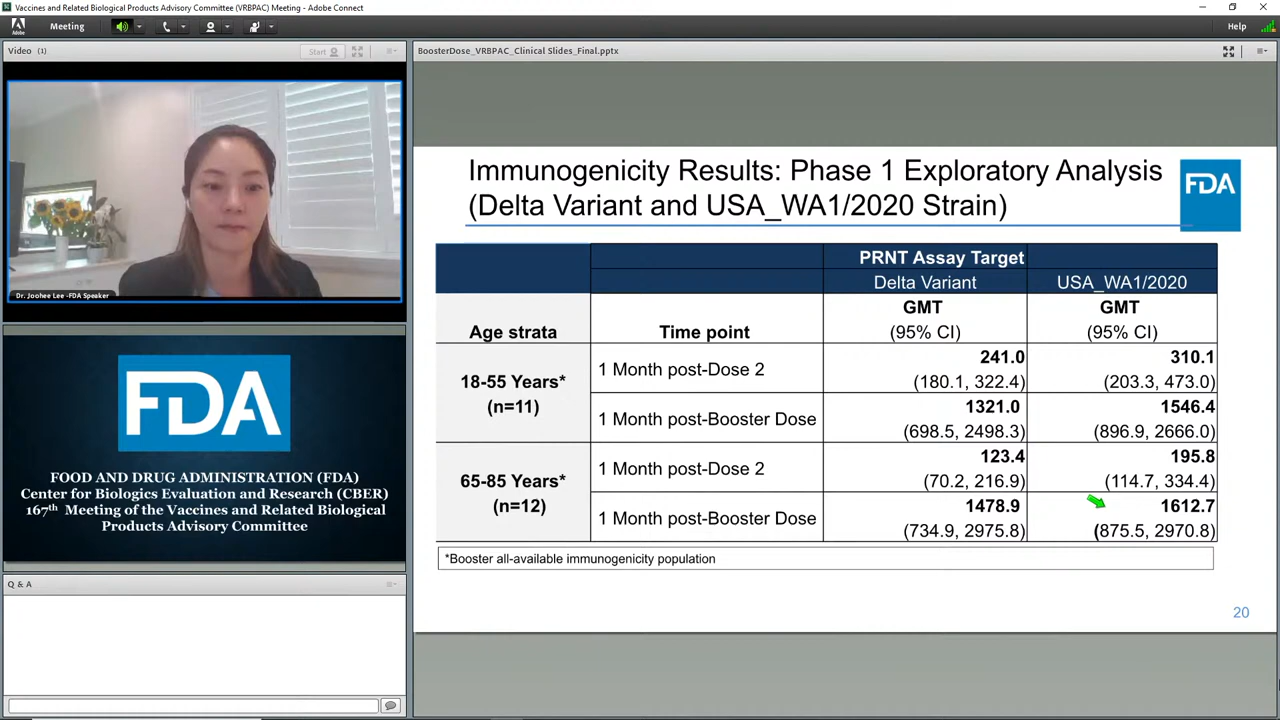 Vaccines and Related Biological Products Advisory Committee (VRBPAC) Meeting - Adobe Connect
Meeting
Help
Video (1)
Start
Dr. Joohee Lee -FDA Speaker
FDA
FOOD AND DRUG ADMINISTRATION (FDA)
Center for Biologics Evaluation and Research (CBER)
167th Meeting of the Vaccines and Related Biological
Products Advisory Committee
Q & A
BoosterDose_VRBPAC_Clinical Slides_Final.pptx
Immunogenicity Results: Phase 1 Exploratory Analysis
(Delta Variant and USA_WA1/2020 Strain)
FDA
PRNT Assay Target
Delta Variant USA_WA1/2020
Age strata Time point GMT (95% CI) GMT (95% CI)
18-55 Years* (n=11)
1 Month post-Dose 2 241.0 310.1
(180.1, 322.4) (203.3, 473.0)
1 Month post-Booster Dose 1321.0 1546.4
(698.5, 2498.3) (896.9, 2666.0)
65-85 Years* (n=12)
1 Month post-Dose 2 123.4 195.8
(70.2, 216.9) (114.7, 334.4)
1 Month post-Booster Dose 1478.9 1612.7
(734.9, 2975.8) (875.5, 2970.8)
*Booster all-available immunogenicity population
20